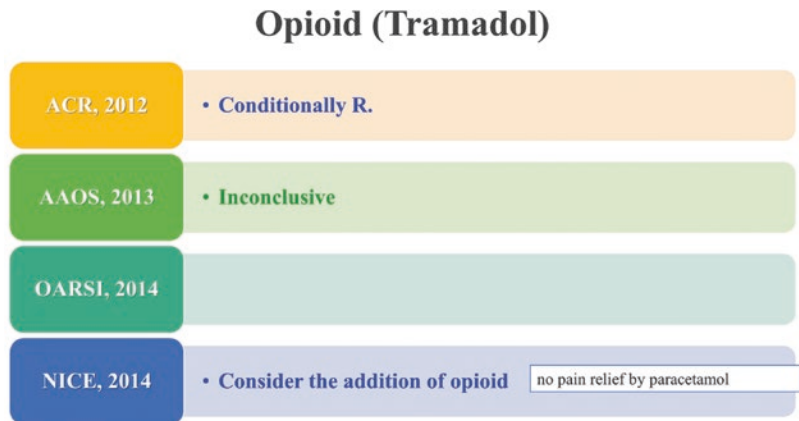 Opioid (Tramadol)
ACR, 2012
• Conditionally R.
AAOS, 2013
• Inconclusive
OARSI, 2014
NICE, 2014
• Consider the addition of opioid
no pain relief by paracetamol